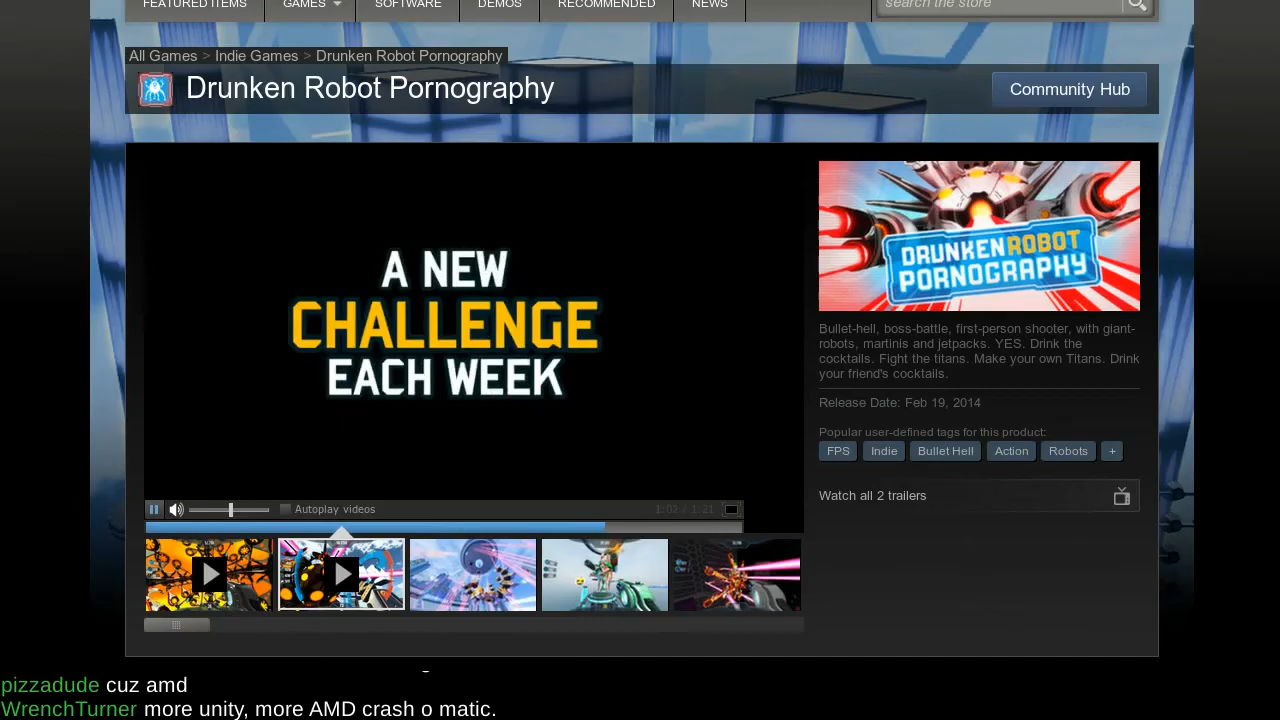 FEATURED ITEMS GAMES SOFTWARE DEMOS RECOMMENDED NEWS search the store
All Games > Indie Games > Drunken Robot Pornography
Drunken Robot Pornography
Community Hub
A NEW
CHALLENGE
EACH WEEK
DRUNKENROBOT
PORNOGRAPHY
Bullet-hell, boss-battle, first-person shooter, with giant-
robots, martinis and jetpacks. YES. Drink the
cocktails. Fight the titans. Make your own Titans. Drink
your friend's cocktails.
Release Date: Feb 19, 2014
Popular user-defined tags for this product:
FPS Indie Bullet Hell Action Robots +
Watch all 2 trailers
Autoplay videos 1:02 / 1:21
pizzadude cuz amd
WrenchTurner more unity, more AMD crash o matic.